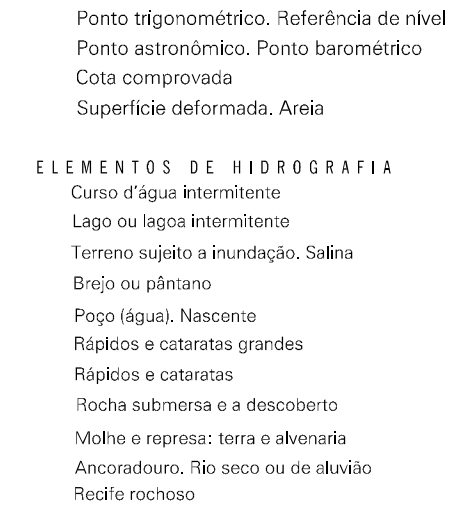 Ponto trigonométrico. Referência de nível
Ponto astronômico. Ponto barométrico
Cota comprovada
Superfície deformada. Areia
ELEMENTOS DE HIDROGRAFIA
Curso d'água intermitente
Lago ou lagoa intermitente
Terreno sujeito a inundação. Salina
Brejo ou pântano
Poço (água). Nascente
Rápidos e cataratas grandes
Rápidos e cataratas
Rocha submersa e a descoberto
Molhe e represa: terra e alvenaria
Ancoradouro. Rio seco ou de aluvião
Recife rochoso